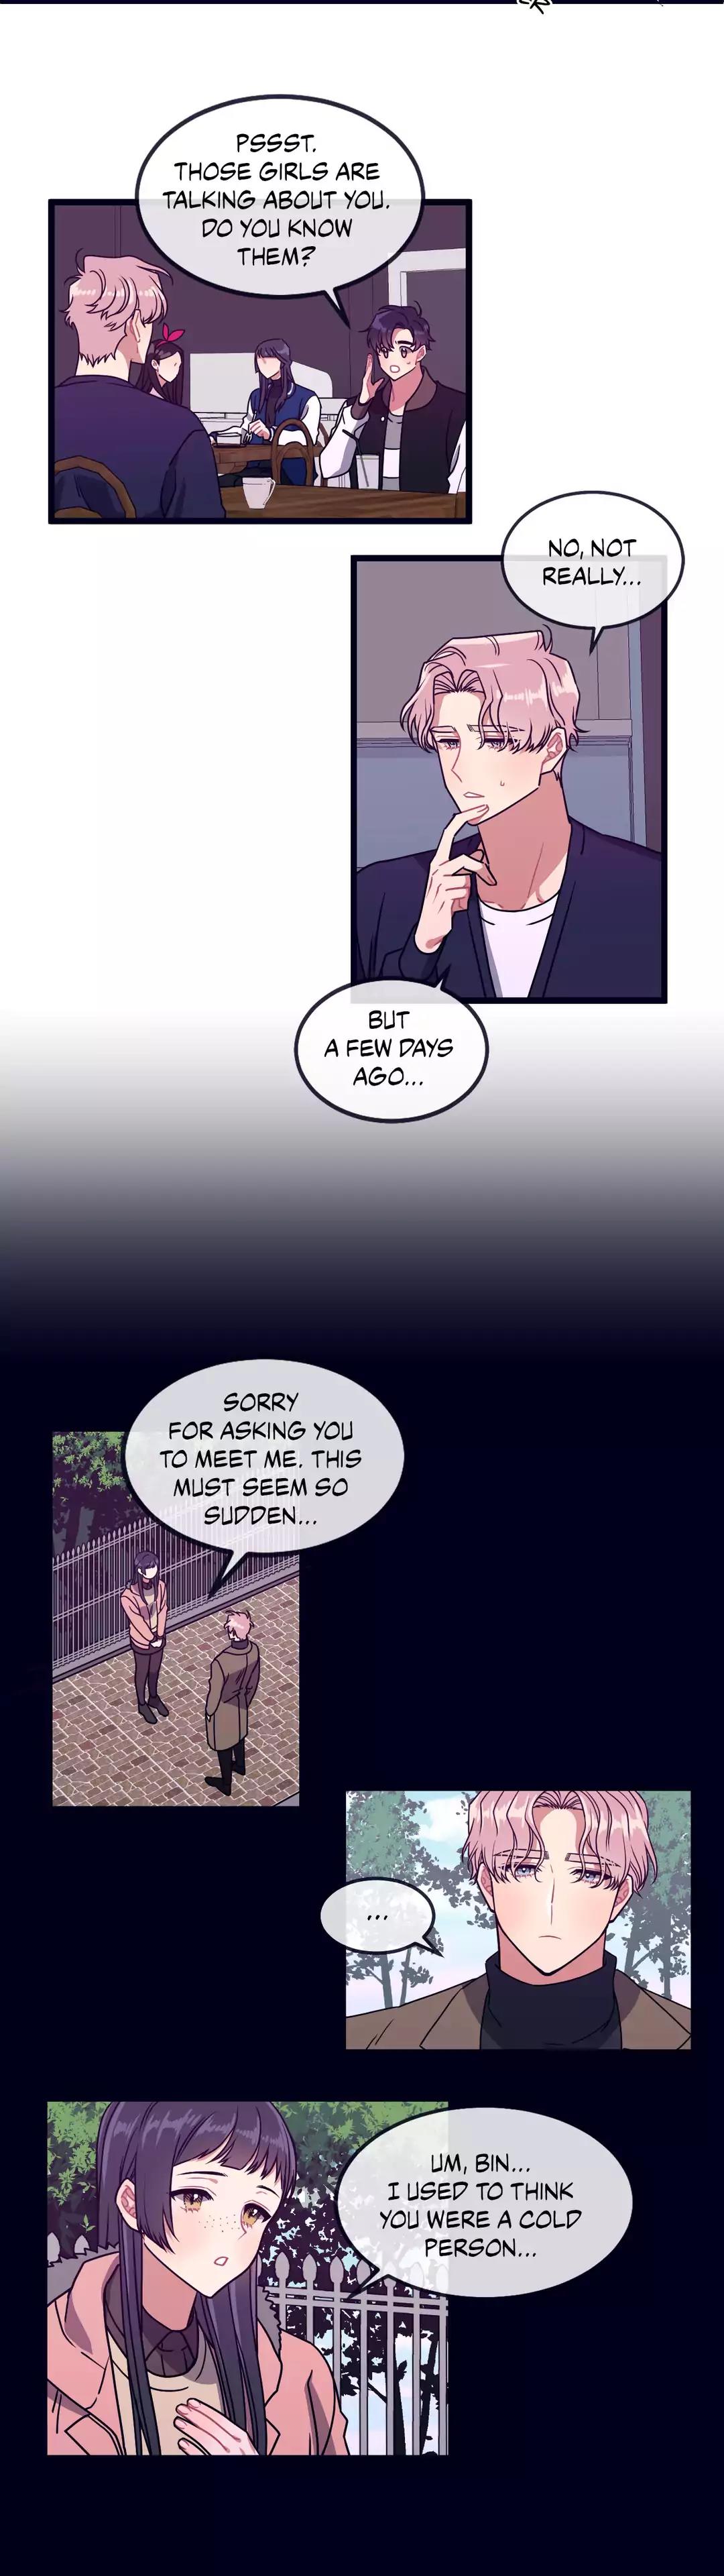 PSSST.
THOSE GIRLS ARE
TALKING ABOUT YOU.
DO YOU KNOW
THEM?
NO, NOT
REALLY...
BUT
A FEW DAYS
AGO...
SORRY
FOR ASKING YOU
TO MEET ME. THIS
MUST SEEM SO
SUDDEN...
...
UM, BIN...
I USED TO THINK
YOU WERE A COLD
PERSON...